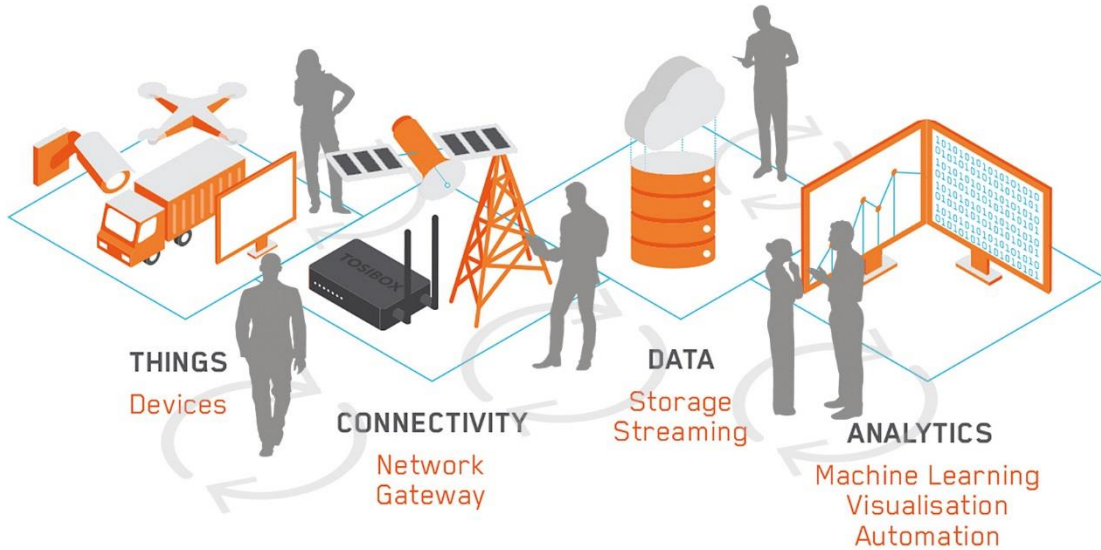 TOSIBOX
THINGS
Devices
CONNECTIVITY
Network
Gateway
DATA
Storage
Streaming
ANALYTICS
Machine Learning
Visualisation
Automation